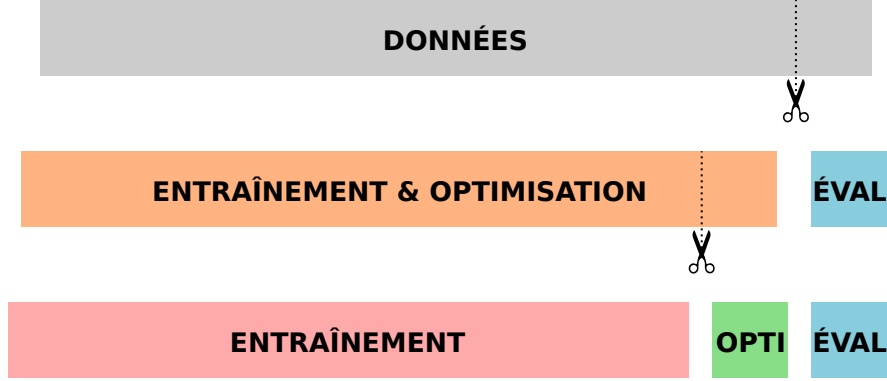 DONNÉES
ENTRAÎNEMENT & OPTIMISATION ÉVAL
ENTRAÎNEMENT OPTI ÉVAL